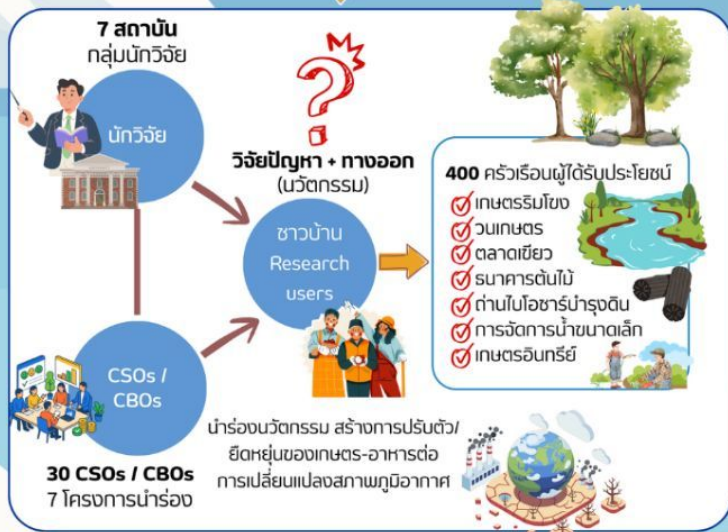 7 สถาบัน
กลุ่มนักวิจัย
นักวิจัย
วิจัยปัญหา + ทางออก
(นวัตกรรม)
ชาวบ้าน
Research
users
CSOs /
CBOs
30 CSOs / CBOs
7 โครงการนำร่อง
400 ครัวเรือนผู้ได้รับประโยชน์
เกษตรริมโขง
วนเกษตร
ตลาดเขียว
ธนาคารต้นไม้
ถ่านไบโอชาร์บำรุงดิน
การจัดการน้ำขนาดเล็ก
เกษตรอินทรีย์
นำร่องนวัตกรรม สร้างการปรับตัว/
ยืดหยุ่นของเกษตร-อาหารต่อ
การเปลี่ยนแปลงสภาพภูมิอากาศ